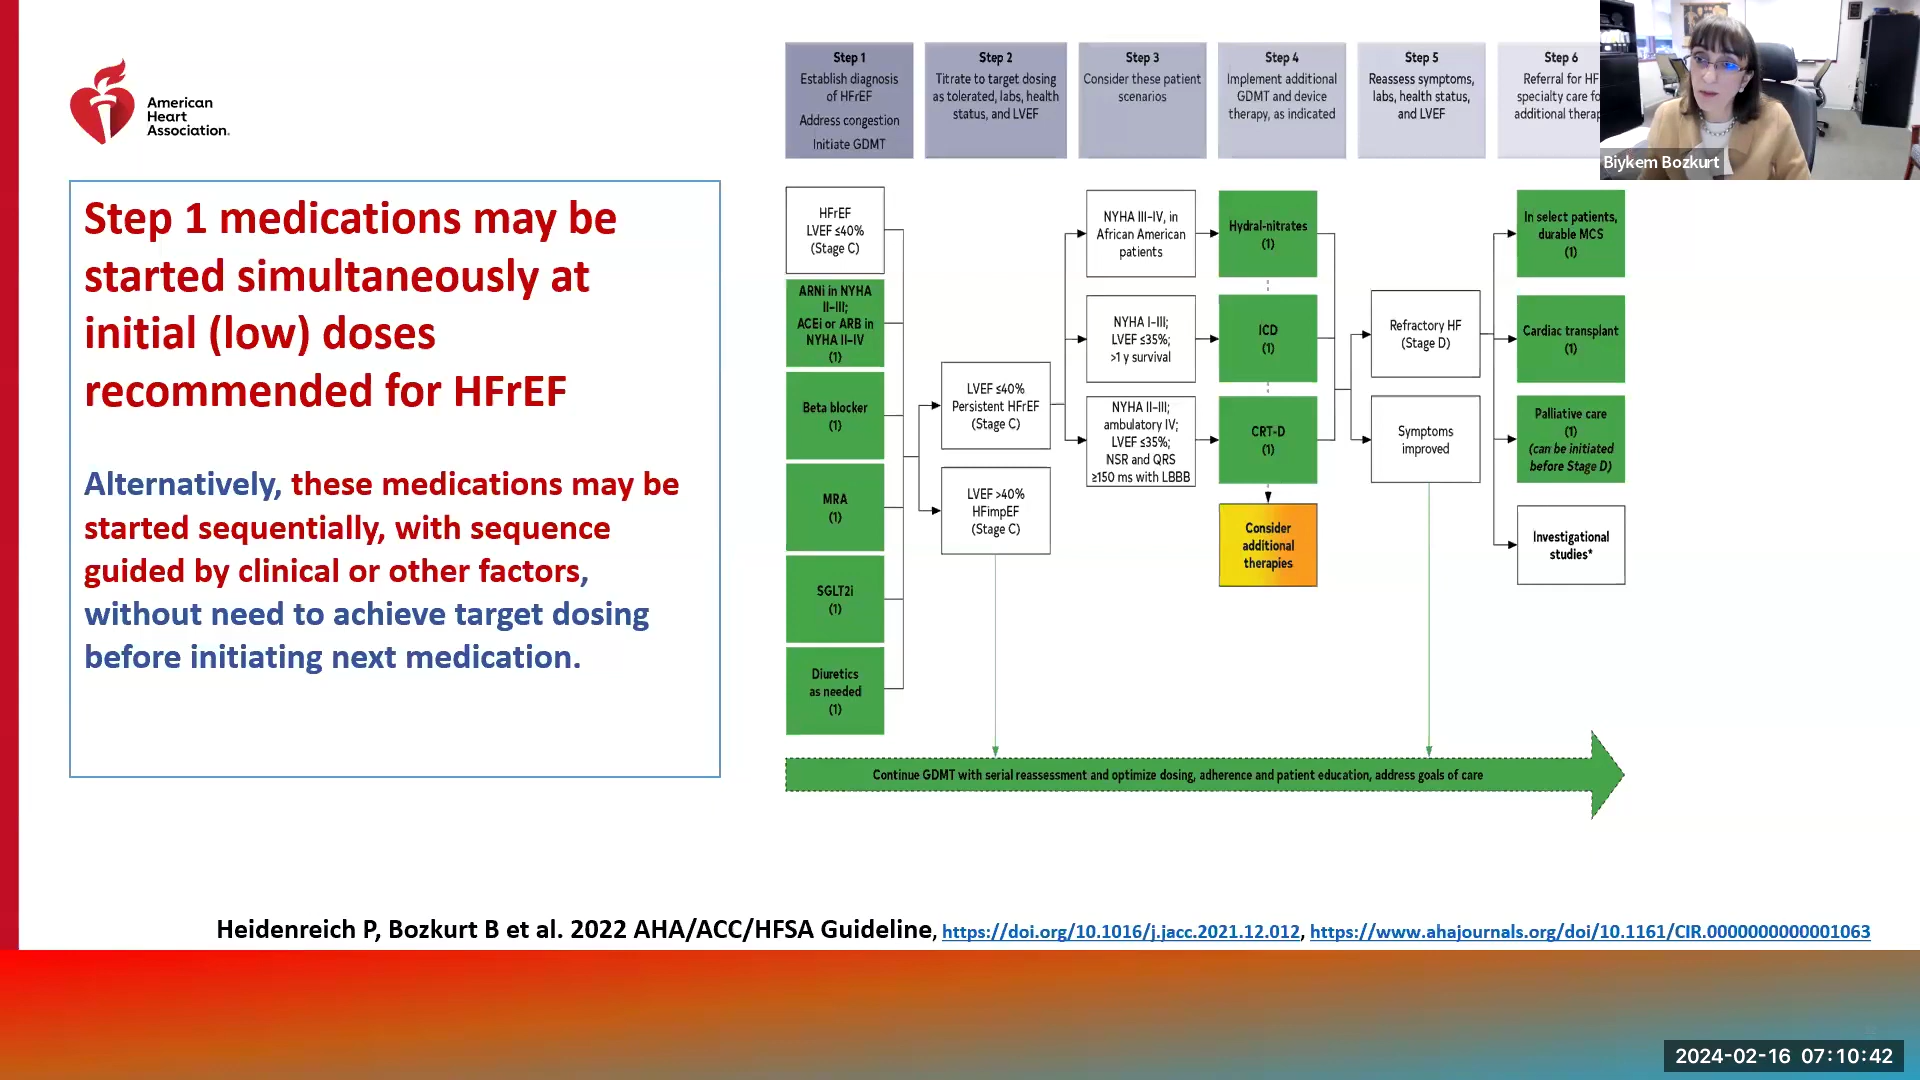 American
Heart
Association.
Step 1 medications may be
started simultaneously at
initial (low) doses
recommended for HFrEF
Alternatively, these medications may be
started sequentially, with sequence
guided by clinical or other factors,
without need to achieve target dosing
before initiating next medication.
Step 1
Establish diagnosis
of HFrEF
Address congestion
Initiate GDMT
Step 2
Titrate to target dosing
as tolerated, labs, health
status, and LVEF
Step 3
Consider these patient
scenarios
Step 4
Implement additional
GDMT and device
therapy, as indicated
Step 5
Reassess symptoms,
labs, health status,
and LVEF
Step 6
Referral for HF
specialty care
additional
HFrEF
LVEF ≤40%
(Stage C)
ARNi in NYHA
II–III;
ACEi or ARB in
NYHA II–IV
(1)
Beta blocker
(1)
MRA
(1)
SGLT2i
(1)
Diuretics
as needed
(1)
LVEF ≤40%
Persistent HFrEF
(Stage C)
LVEF >40%
HFimpEF
(Stage C)
NYHA III–IV, in
African American
patients
NYHA I–III;
LVEF ≤35%;
>1 y survival
NYHA II–III;
ambulatory IV;
LVEF ≤35%;
NSR and QRS
≥150 ms with LBBB
Hydral-nitrates
(1)
ICD
(1)
CRT-D
(1)
Consider
additional
therapies
Refractory HF
(Stage D)
Symptoms
improved
In select patients,
durable MCS
(1)
Cardiac transplant
(1)
Palliative care
(1)
(can be initiated
before Stage D)
Investigational
studies*
Continue GDMT with serial reassessment and optimize dosing, adherence and patient education, address goals of care
Biykem Bozkurt
Heidenreich P, Bozkurt B et al. 2022 AHA/ACC/HFSA Guideline, https://doi.org/10.1016/j.jacc.2021.12.012, https://www.ahajournals.org/doi/10.1161/CIR.0000000000001063
2024-02-16 07:10:42